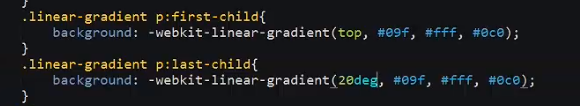 }
.linear-gradient p:first-child{
background: -webkit-linear-gradient(top, #09f, #fff, #0c0);
}
.linear-gradient p:last-child{
background: -webkit-linear-gradient(20deg, #09f, #fff, #0c0);
}